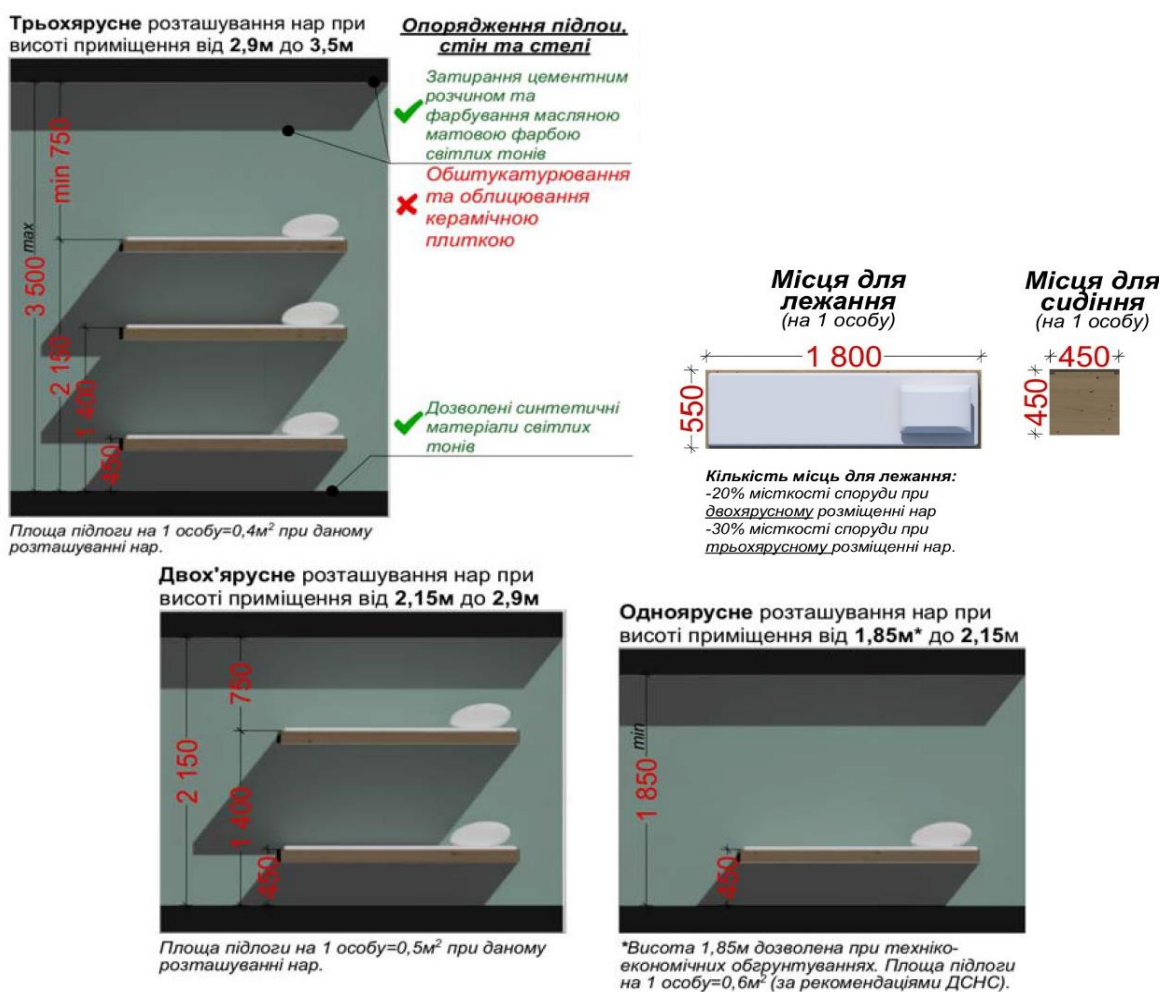 Трьохярусне розташування нар при
висоті приміщення від 2,9м до 3,5м
Опорядження підлои,
стін та стелі
Затирання цементним
розчином та
фарбування масляною
матовою фарбою
світлих тонів
Обштукатурювання
та облицювання
керамічною
плиткою
Дозволені синтетичні
матеріали світлих
тонів
min 750
3 500 max
2 150
1 400
450
Площа підлоги на 1 особу=0,4м² при даному
розташуванні нар.
Місця для
лежання
(на 1 особу)
1 800
550
Місця для
сидіння
(на 1 особу)
450
450
Кількість місць для лежання:
-20% місткості споруди при
двохярусному розміщенні нар
-30% місткості споруди при
трьохярусному розміщенні нар.
Двох'ярусне розташування нар при
висоті приміщення від 2,15м до 2,9м
750
2 150
1 400
450
Площа підлоги на 1 особу=0,5м² при даному
розташуванні нар.
Одноярусне розташування нар при
висоті приміщення від 1,85м* до 2,15м
1 850 min
450
*Висота 1,85м дозволена при техніко-
економічних обгрунтуваннях. Площа підлоги
на 1 особу=0,6м² (за рекомендаціями ДСНС).